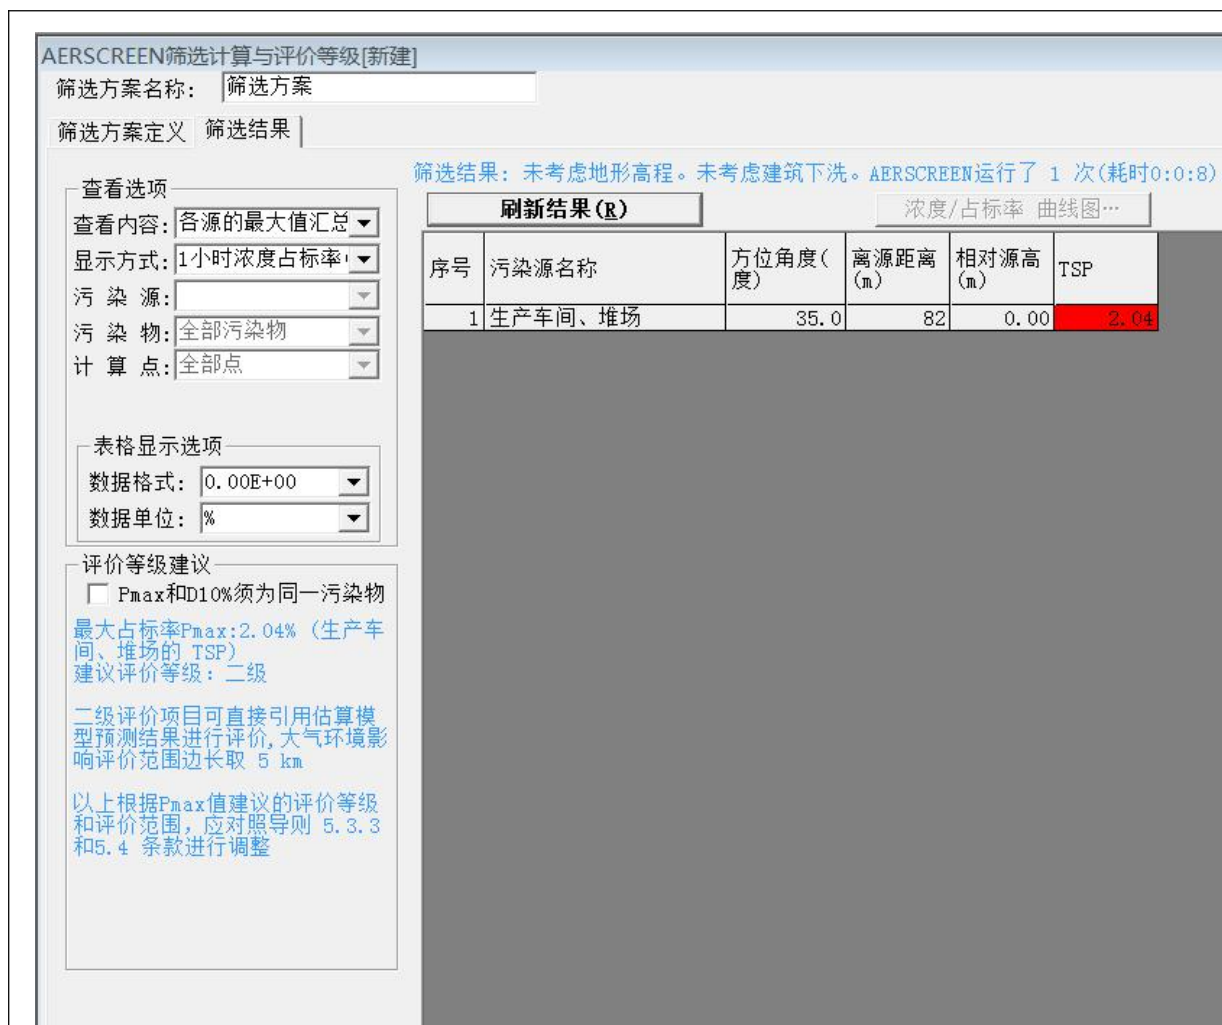 AERSCREEN筛选计算与评价等级[新建]
筛选方案名称: 筛选方案
筛选方案定义 筛选结果
筛选结果: 未考虑地形高程。未考虑建筑下洗。AERSCREEN运行了 1 次(耗时0:0:8)
查看选项
查看内容: 各源的最大值汇总
显示方式: 1小时浓度占标率
污 染 源:
污 染 物: 全部污染物
计 算 点: 全部点
表格显示选项
数据格式: 0.00E+00
数据单位: %
评价等级建议
Pmax和D10%须为同一污染物
最大占标率Pmax:2.04% (生产车
间、堆场的 TSP)
建议评价等级: 二级
二级评价项目可直接引用估算模
型预测结果进行评价,大气环境影
响评价范围边长取 5 km
以上根据Pmax值建议的评价等级
和评价范围, 应对照导则 5.3.3
和5.4 条款进行调整
刷新结果(R)
浓度/占标率 曲线图…
序号 污染源名称 方位角度(度) 离源距离(m) 相对源高(m) TSP
1 生产车间、堆场 35.0 82 0.00 2.04